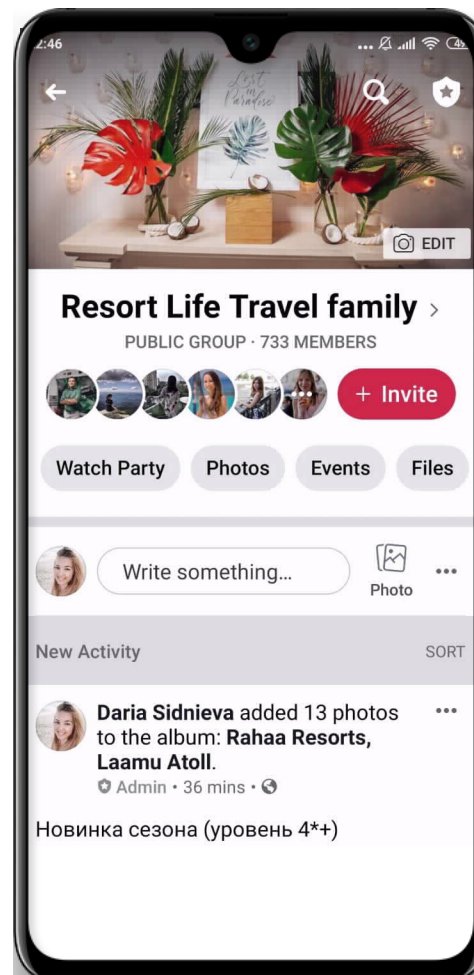 2:46
Lost
in
Paradise
EDIT
Resort Life Travel family
PUBLIC GROUP · 733 MEMBERS
+ Invite
Watch Party Photos Events Files
Write something...
Photo
New Activity SORT
Daria Sidnieva added 13 photos
to the album: Rahaa Resorts,
Laamu Atoll.
Admin • 36 mins •
Новинка сезона (уровень 4*+)